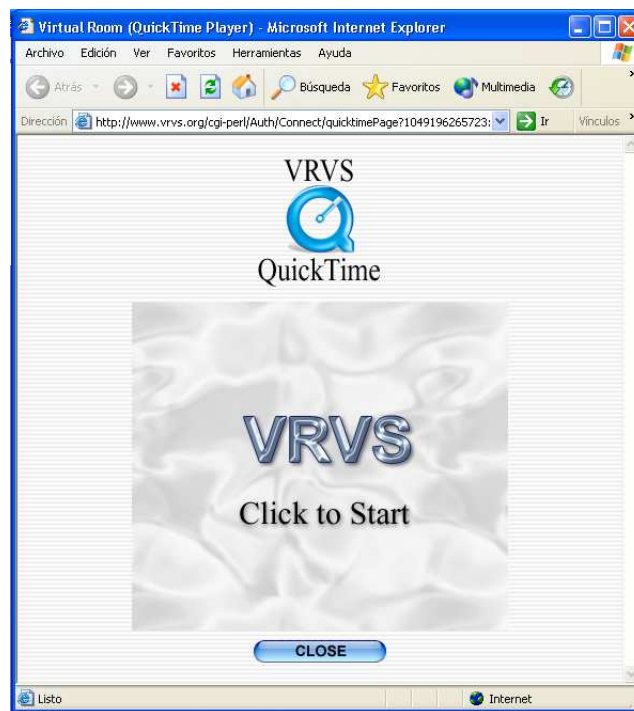 Virtual Room (QuickTime Player) - Microsoft Internet Explorer
Archivo Edición Ver Favoritos Herramientas Ayuda
Atrás Búsqueda Favoritos Multimedia
Dirección http://www.vrvs.org/cgi-perl/Auth/Connect/quicktimePage?1049196265723: Ir Vínculos
VRVS
QuickTime
VRVS
Click to Start
CLOSE
Listo Internet